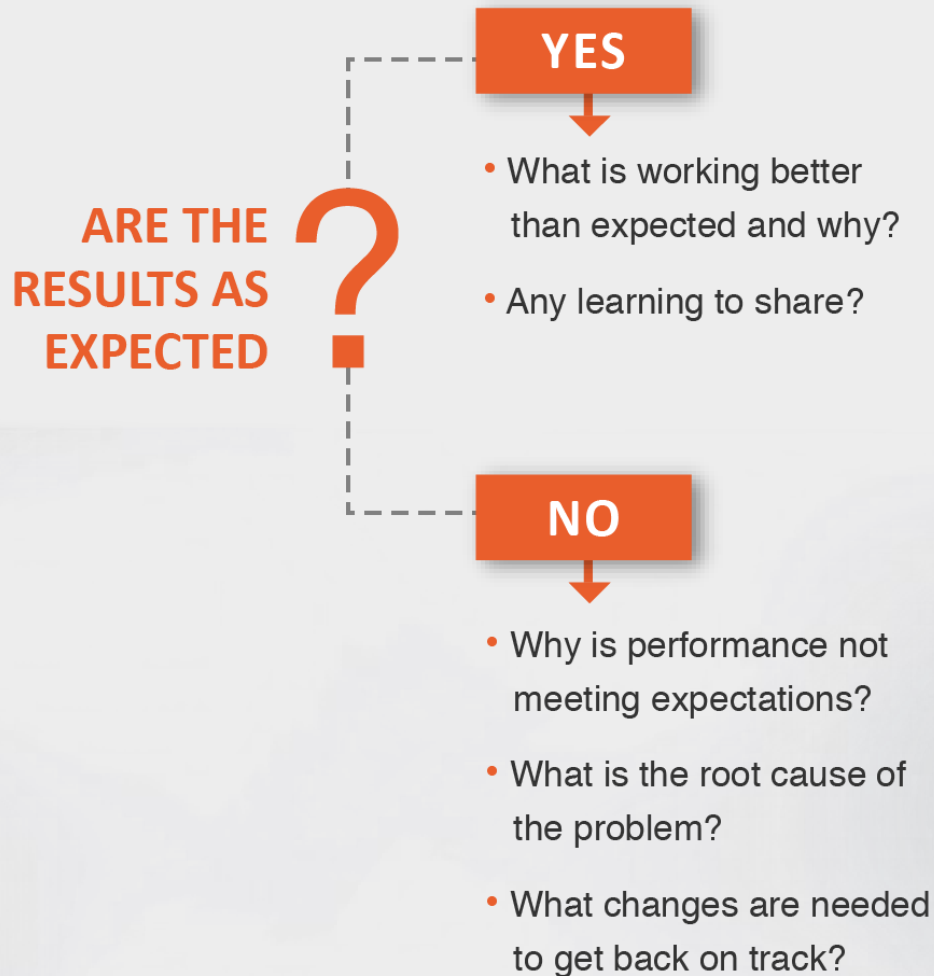 ARE THE
RESULTS AS
EXPECTED
?
YES
• What is working better
than expected and why?
• Any learning to share?
NO
• Why is performance not
meeting expectations?
• What is the root cause of
the problem?
• What changes are needed
to get back on track?